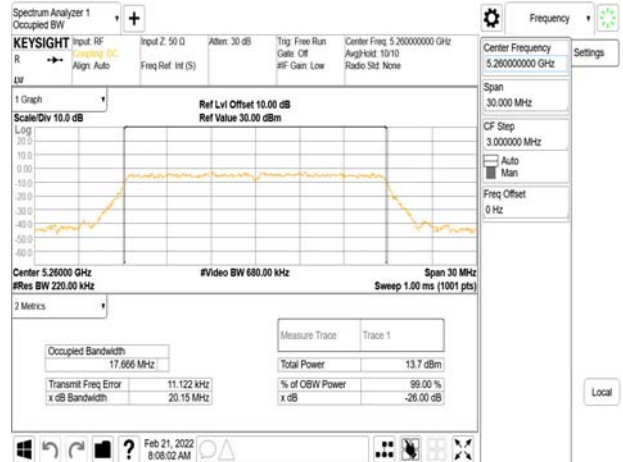 Spectrum Analyzer 1
Occupied BW
Frequency
KEYSIGHT
R
Input: RF
Coupling: DC
Align: Auto
Input Z: 50 Ω
Freq Ref: Int (S)
Atten: 30 dB
Trig: Free Run
Gate: Off
#IF Gain: Low
Center Freq: 5.260000000 GHz
Avg|Hold: 10/10
Radio Std: None
Center Frequency
5.260000000 GHz
Settings
Span
30.000 MHz
CF Step
3.000000 MHz
Auto
Man
Freq Offset
0 Hz
Local
1 Graph
Scale/Div 10.0 dB
Ref Lvl Offset 10.00 dB
Ref Value 30.00 dBm
Log
20.0
10.0
0.00
-10.0
-20.0
-30.0
-40.0
-50.0
-60.0
Center 5.26000 GHz
#Res BW 220.00 kHz
#Video BW 680.00 kHz
Span 30 MHz
Sweep 1.00 ms (1001 pts)
2 Metrics
Measure Trace
Trace 1
Occupied Bandwidth
17.666 MHz
Total Power
13.7 dBm
Transmit Freq Error
11.122 kHz
% of OBW Power
99.00 %
x dB Bandwidth
20.15 MHz
x dB
-26.00 dB
?
Feb 21, 2022
8:08:02 AM